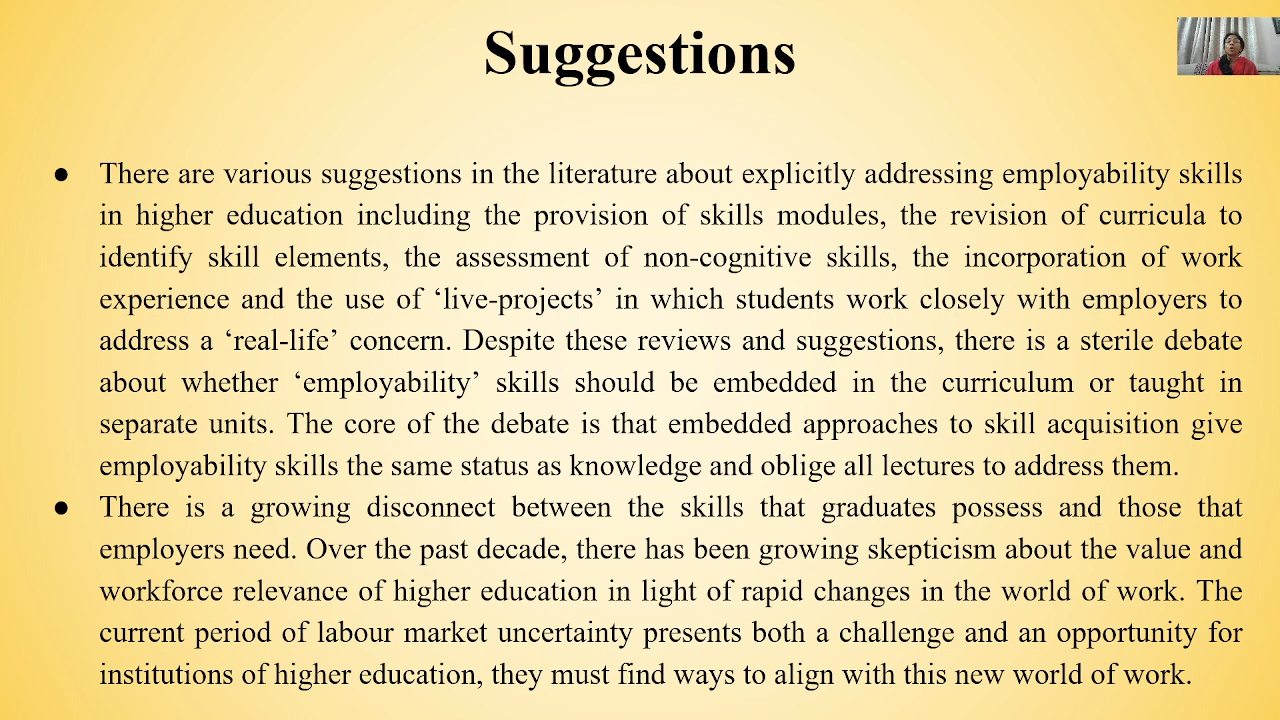 Suggestions
● There are various suggestions in the literature about explicitly addressing employability skills
in higher education including the provision of skills modules, the revision of curricula to
identify skill elements, the assessment of non-cognitive skills, the incorporation of work
experience and the use of ‘live-projects’ in which students work closely with employers to
address a ‘real-life’ concern. Despite these reviews and suggestions, there is a sterile debate
about whether ‘employability’ skills should be embedded in the curriculum or taught in
separate units. The core of the debate is that embedded approaches to skill acquisition give
employability skills the same status as knowledge and oblige all lectures to address them.
● There is a growing disconnect between the skills that graduates possess and those that
employers need. Over the past decade, there has been growing skepticism about the value and
workforce relevance of higher education in light of rapid changes in the world of work. The
current period of labour market uncertainty presents both a challenge and an opportunity for
institutions of higher education, they must find ways to align with this new world of work.